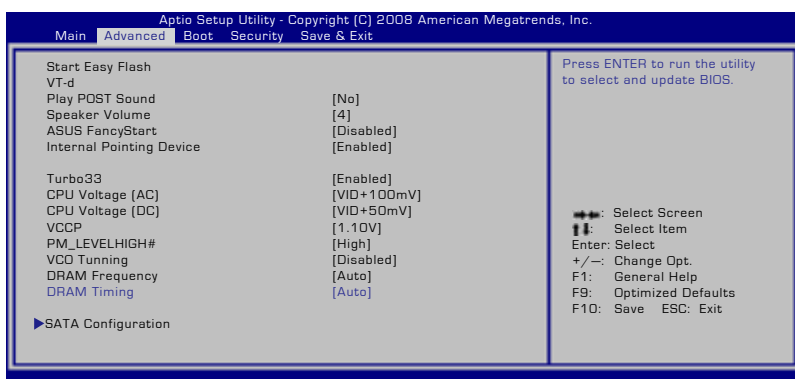 Aptio Setup Utility - Copyright (C) 2008 American Megatrends, Inc.
Main Advanced Boot Security Save & Exit
Start Easy Flash
VT-d
Play POST Sound [No]
Speaker Volume [4]
ASUS FancyStart [Disabled]
Internal Pointing Device [Enabled]
Turbo33 [Enabled]
CPU Voltage (AC) [VID+100mV]
CPU Voltage (DC) [VID+50mV]
VCCP [1.10V]
PM_LEVELHIGH# [High]
VCO Tunning [Disabled]
DRAM Frequency [Auto]
DRAM Timing [Auto]
SATA Configuration
Press ENTER to run the utility
to select and update BIOS.
: Select Screen
: Select Item
Enter: Select
+/—: Change Opt.
F1: General Help
F9: Optimized Defaults
F10: Save ESC: Exit